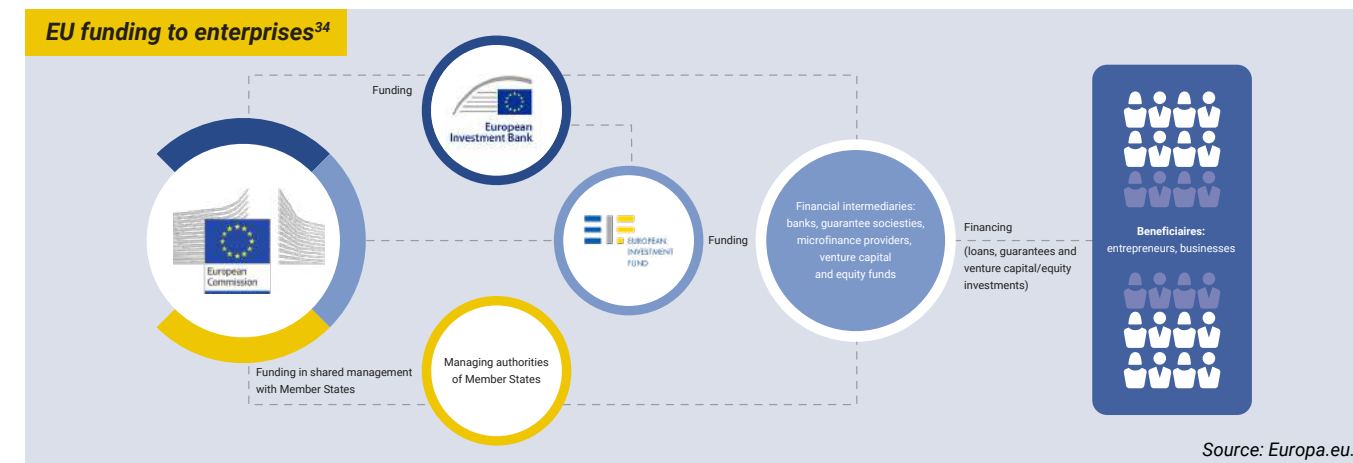 EU funding to enterprises34
Funding
European
Investment Bank
European
Commission
EUROPEAN
INVESTMENT
FUND
Funding
Financial intermediaries:
banks, guarantee societies,
microfinance providers,
venture capital
and equity funds
Financing
(loans, guarantees and
venture capital/equity
investments)
Beneficiaires:
entrepreneurs, businesses
Managing authorities
of Member States
Funding in shared management
with Member States
Source: Europa.eu.